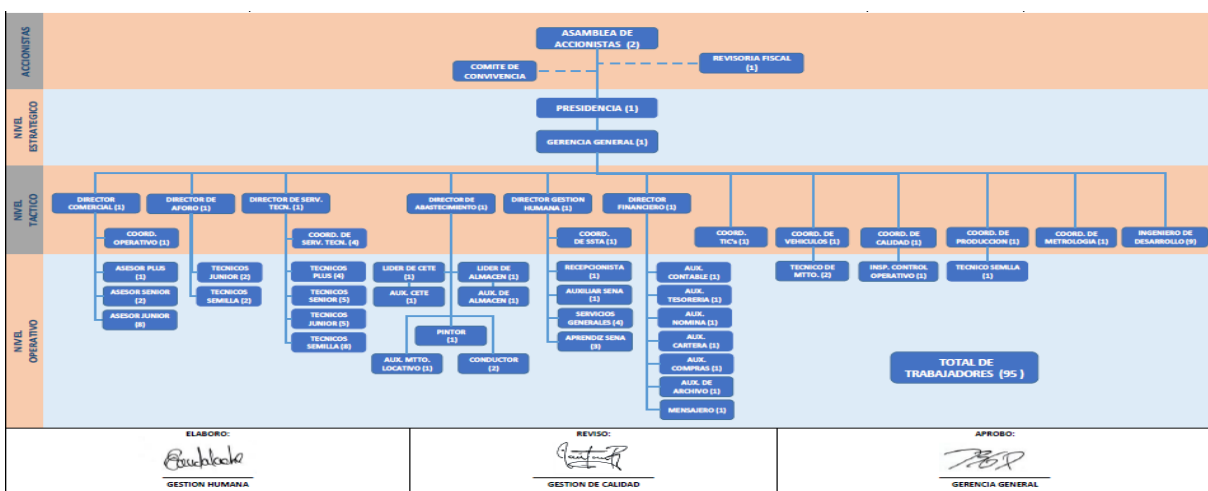 ACCIONISTAS
ASAMBLEA DE
ACCIONISTAS (2)
REVISORIA FISCAL
(1)
COMITE DE
CONVIVENCIA
NIVEL
ESTRATEGICO
PRESIDENCIA (1)
GERENCIA GENERAL (1)
NIVEL
TACTICO
DIRECTOR
COMERCIAL (1)
DIRECTOR DE
AFORO (1)
DIRECTOR DE SERV.
TECN. (1)
DIRECTOR DE
ABASTECIMIENTO (1)
DIRECTOR GESTION
HUMANA (1)
DIRECTOR
FINANCIERO (1)
COORD.
OPERATIVO (1)
COORD. DE
SERV. TECN. (4)
COORD.
DE SSTA (1)
COORD.
TIC's (1)
COORD. DE
VEHICULOS (1)
COORD. DE
CALIDAD (1)
COORD. DE
PRODUCCION (1)
COORD. DE
METROLOGIA (1)
INGENIERO DE
DESARROLLO (9)
NIVEL
OPERATIVO
ASESOR PLUS
(1)
ASESOR SENIOR
(2)
ASESOR JUNIOR
(8)
TECNICOS
JUNIOR (2)
TECNICOS
SEMILLA (2)
TECNICOS
PLUS (4)
TECNICOS
SENIOR (5)
TECNICOS
JUNIOR (5)
TECNICOS
SEMILLA (8)
LIDER DE CETE
(1)
AUX. CETE
(1)
LIDER DE
ALMACEN (1)
AUX. DE
ALMACEN (1)
PINTOR
(1)
AUX. MTTO.
LOCATIVO (1)
CONDUCTOR
(2)
RECEPCIONISTA
(1)
AUXILIAR SENA
(1)
SERVICIOS
GENERALES (4)
APRENDIZ SENA
(3)
AUX.
CONTABLE (1)
AUX.
TESORERIA (1)
AUX.
NOMINA (1)
AUX.
CARTERA (1)
AUX.
COMPRAS (1)
AUX. DE
ARCHIVO (1)
MENSAJERO (1)
TECNICO DE
MTTO. (2)
INSP. CONTROL
OPERATIVO (1)
TECNICO SEMLLA
(1)
TOTAL DE
TRABAJADORES (95 )
ELABORO:
GESTION HUMANA
REVISO:
GESTION DE CALIDAD
APROBO:
GERENCIA GENERAL